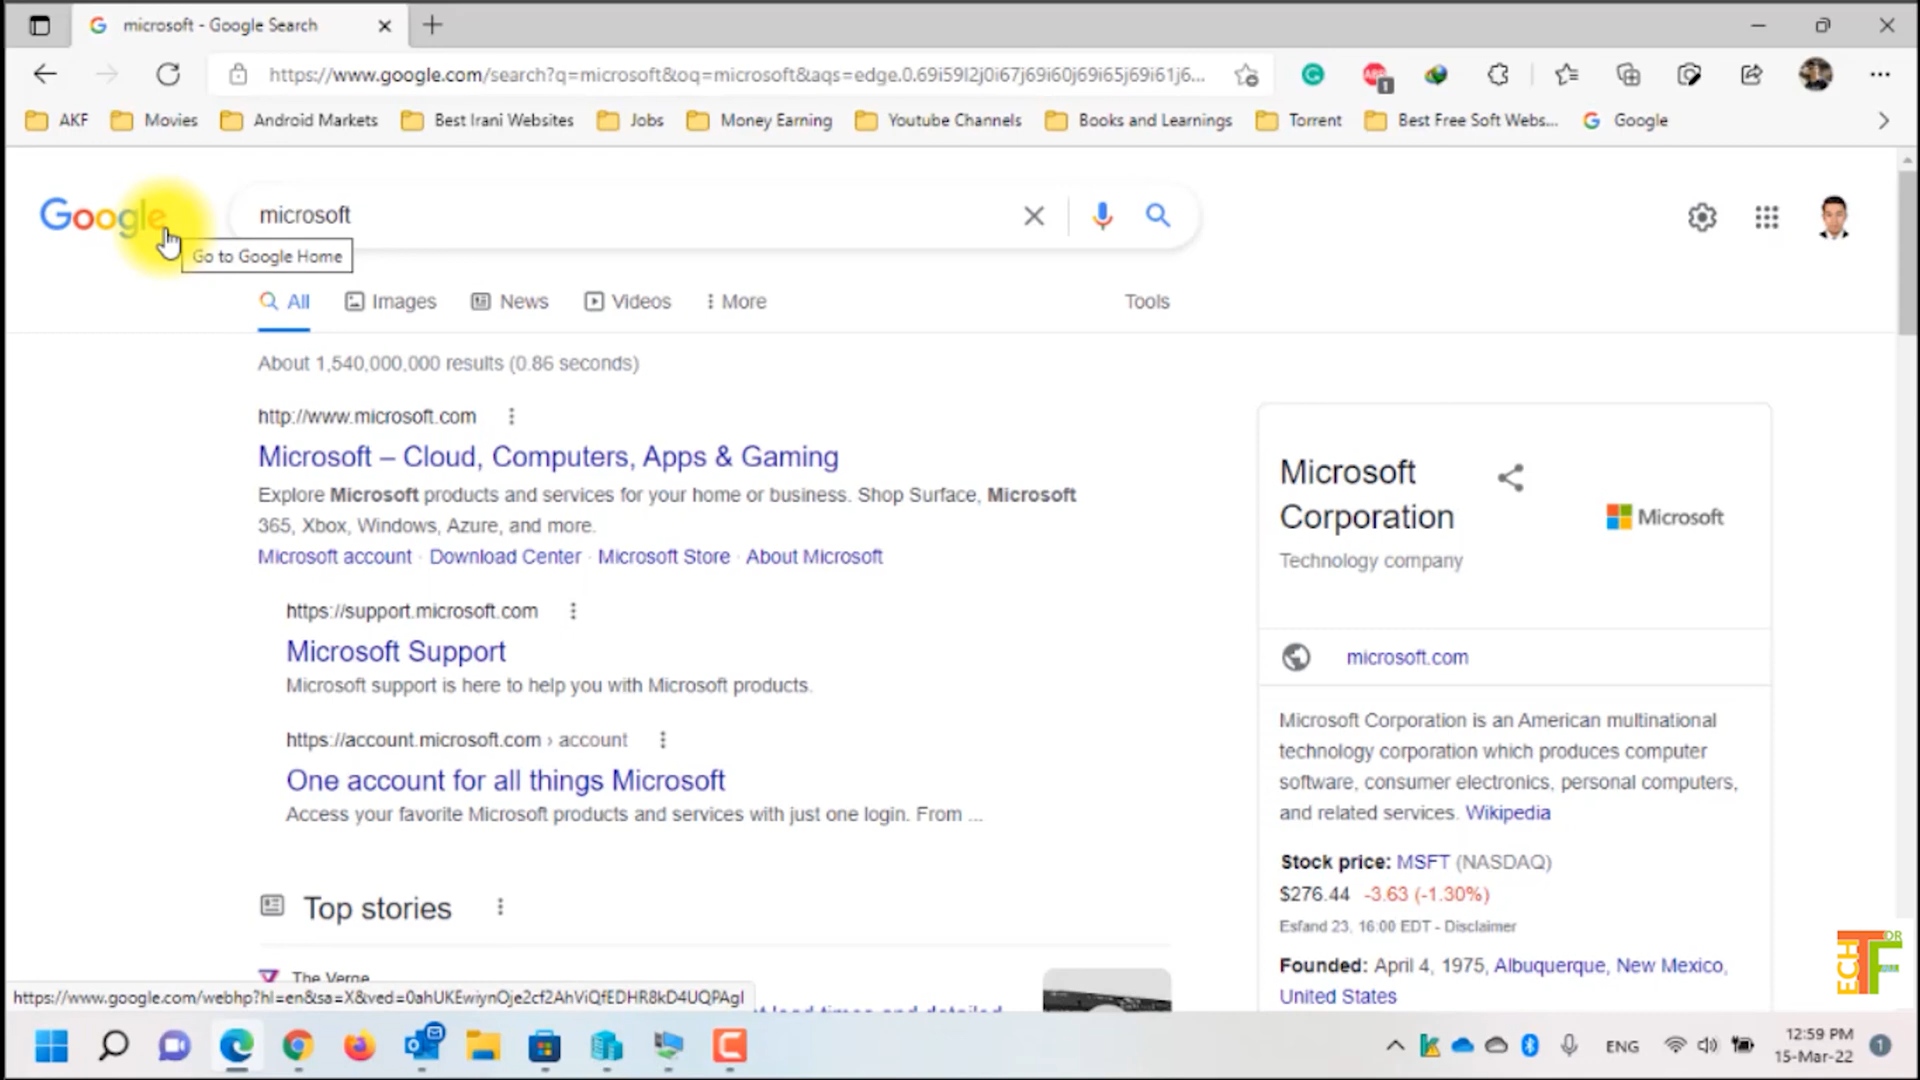 microsoft - Google Search
https://www.google.com/search?q=microsoft&oq=microsoft&aqs=edge.0.69i59l2j0i67j69i60j69i65j69i61j6...
ABP
1
AKF
Movies
Android Markets
Best Irani Websites
Jobs
Money Earning
Youtube Channels
Books and Learnings
Torrent
Best Free Soft Webs...
Google
Google
microsoft
Go to Google Home
All
Images
News
Videos
More
Tools
About 1,540,000,000 results (0.86 seconds)
http://www.microsoft.com
Microsoft – Cloud, Computers, Apps & Gaming
Explore Microsoft products and services for your home or business. Shop Surface, Microsoft
365, Xbox, Windows, Azure, and more.
Microsoft account · Download Center · Microsoft Store · About Microsoft
https://support.microsoft.com
Microsoft Support
Microsoft support is here to help you with Microsoft products.
https://account.microsoft.com › account
One account for all things Microsoft
Access your favorite Microsoft products and services with just one login. From ...
Top stories
The Verge
Microsoft
Corporation
Microsoft
Technology company
microsoft.com
Microsoft Corporation is an American multinational
technology corporation which produces computer
software, consumer electronics, personal computers,
and related services. Wikipedia
Stock price: MSFT (NASDAQ)
$276.44 -3.63 (-1.30%)
Esfand 23, 16:00 EDT - Disclaimer
Founded: April 4, 1975, Albuquerque, New Mexico,
United States
ECH
TF
OR
ENG
12:59 PM
15-Mar-22
1